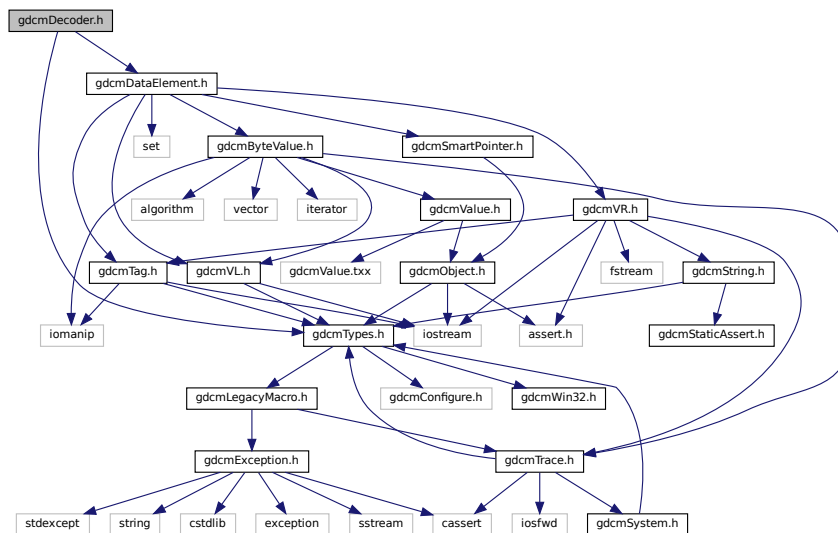 gdcmDecoder.h
gdcmDataElement.h
set
gdcmByteValue.h
gdcmSmartPointer.h
algorithm
vector
iterator
gdcmValue.h
gdcmVR.h
gdcmTag.h
gdcmVL.h
gdcmValue.txx
gdcmObject.h
fstream
gdcmString.h
iomanip
gdcmTypes.h
iostream
assert.h
gdcmStaticAssert.h
gdcmLegacyMacro.h
gdcmConfigure.h
gdcmWin32.h
gdcmException.h
gdcmTrace.h
stdexcept
string
cstdlib
exception
sstream
cassert
iosfwd
gdcmSystem.h